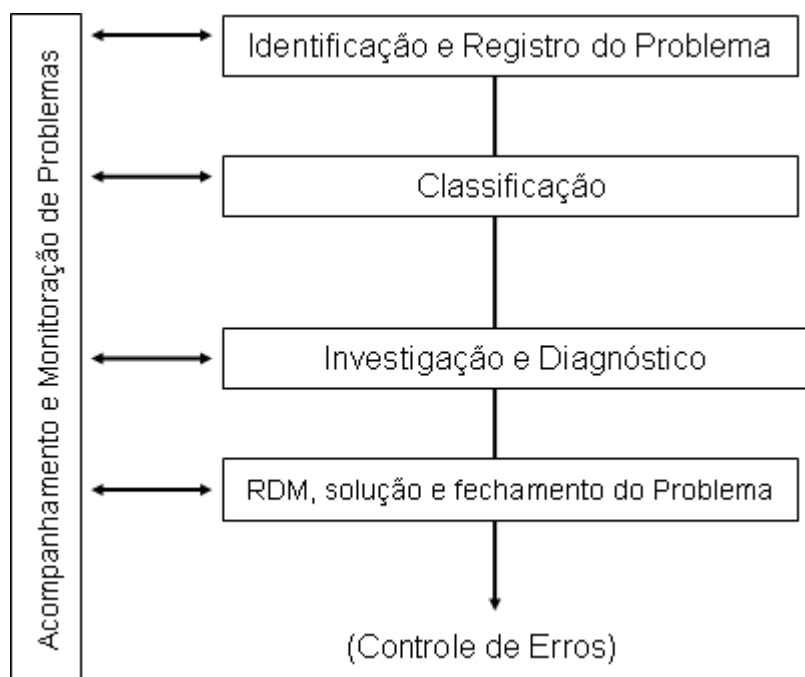 Acompanhamento e Monitoração de Problemas
Identificação e Registro do Problema
Classificação
Investigação e Diagnóstico
RDM, solução e fechamento do Problema
(Controle de Erros)